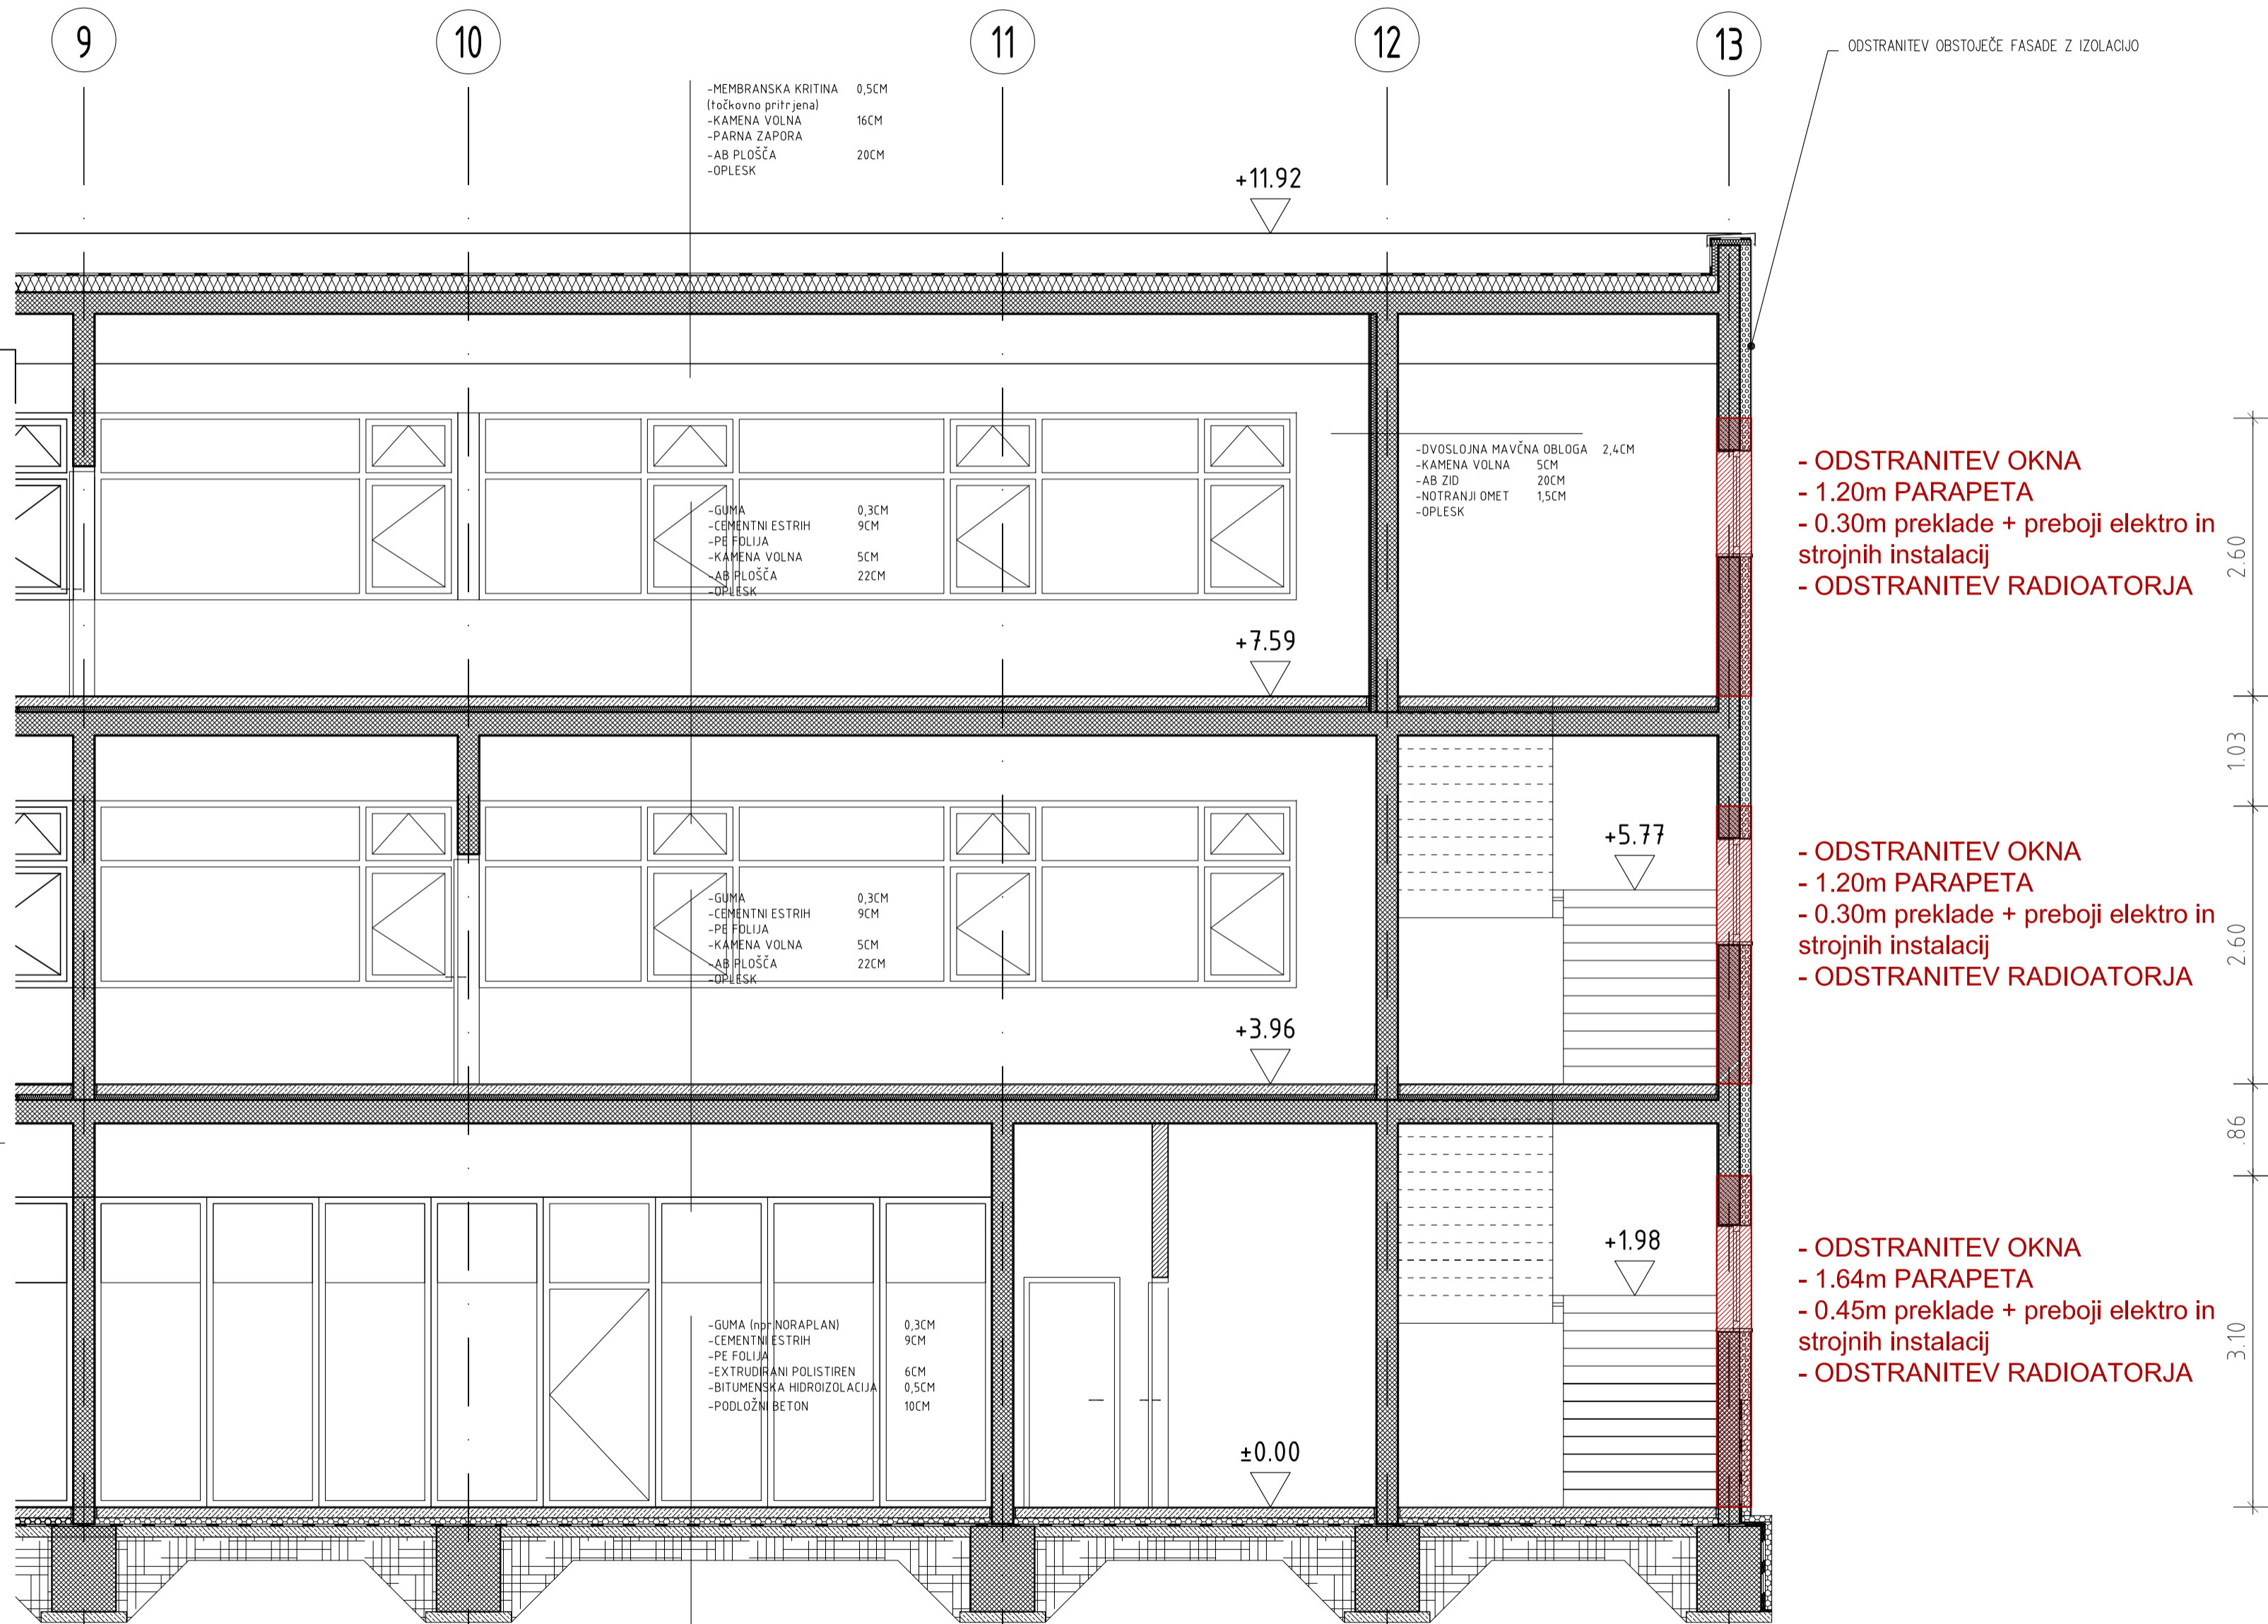 9
10
11
12
13
ODSTRANITEV OBSTOJEČE FASADE Z IZOLACIJO
-MEMBRANSKA KRITINA 0,5CM
(točkovno pritrjena)
-KAMENA VOLNA 16CM
-PARNA ZAPORA
-AB PLOŠČA 20CM
-OPLESK
+11.92
-DVOSLOJNA MAVČNA OBLOGA 2,4CM
-KAMENA VOLNA 5CM
-AB ZID 20CM
-NOTRANJI OMET 1,5CM
-OPLESK
- ODSTRANITEV OKNA
- 1.20m PARAPETA
- 0.30m preklade + preboji elektro in
strojnih instalacij
- ODSTRANITEV RADIOATORJA
2.60
-GUMA 0,3CM
-CEMENTNI ESTRIH 9CM
-PE FOLIJA
-KAMENA VOLNA 5CM
-AB PLOŠČA 22CM
-OPLESK
+7.59
1.03
+5.77
- ODSTRANITEV OKNA
- 1.20m PARAPETA
- 0.30m preklade + preboji elektro in
strojnih instalacij
- ODSTRANITEV RADIOATORJA
2.60
-GUMA 0,3CM
-CEMENTNI ESTRIH 9CM
-PE FOLIJA
-KAMENA VOLNA 5CM
-AB PLOŠČA 22CM
-OPLESK
+3.96
.86
+1.98
- ODSTRANITEV OKNA
- 1.64m PARAPETA
- 0.45m preklade + preboji elektro in
strojnih instalacij
- ODSTRANITEV RADIOATORJA
3.10
-GUMA (npr.NORAPLAN) 0,3CM
-CEMENTNI ESTRIH 9CM
-PE FOLIJA
-EXTRUDIRANI POLISTIREN 6CM
-BITUMENSKA HIDROIZOLACIJA 0,5CM
-PODLOŽNI BETON 10CM
±0.00